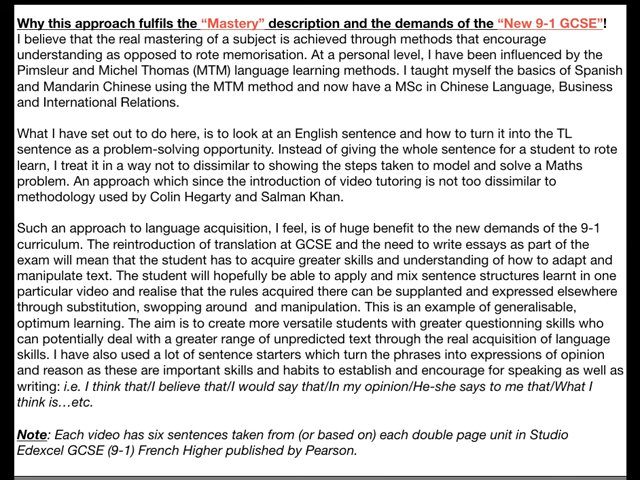 Why this approach fulfils the “Mastery” description and the demands of the “New 9-1 GCSE”!
I believe that the real mastering of a subject is achieved through methods that encourage
understanding as opposed to rote memorisation. At a personal level, I have been influenced by the
Pimsleur and Michel Thomas (MTM) language learning methods. I taught myself the basics of Spanish
and Mandarin Chinese using the MTM method and now have a MSc in Chinese Language, Business
and International Relations.
What I have set out to do here, is to look at an English sentence and how to turn it into the TL
sentence as a problem-solving opportunity. Instead of giving the whole sentence for a student to rote
learn, I treat it in a way not to dissimilar to showing the steps taken to model and solve a Maths
problem. An approach which since the introduction of video tutoring is not too dissimilar to
methodology used by Colin Hegarty and Salman Khan.
Such an approach to language acquisition, I feel, is of huge benefit to the new demands of the 9-1
curriculum. The reintroduction of translation at GCSE and the need to write essays as part of the
exam will mean that the student has to acquire greater skills and understanding of how to adapt and
manipulate text. The student will hopefully be able to apply and mix sentence structures learnt in one
particular video and realise that the rules acquired there can be supplanted and expressed elsewhere
through substitution, swopping around and manipulation. This is an example of generalisable,
optimum learning. The aim is to create more versatile students with greater questionning skills who
can potentially deal with a greater range of unpredicted text through the real acquisition of language
skills. I have also used a lot of sentence starters which turn the phrases into expressions of opinion
and reason as these are important skills and habits to establish and encourage for speaking as well as
writing: i.e. I think that/I believe that/I would say that/In my opinion/He-she says to me that/What I
think is…etc.
Note: Each video has six sentences taken from (or based on) each double page unit in Studio
Edexcel GCSE (9-1) French Higher published by Pearson.